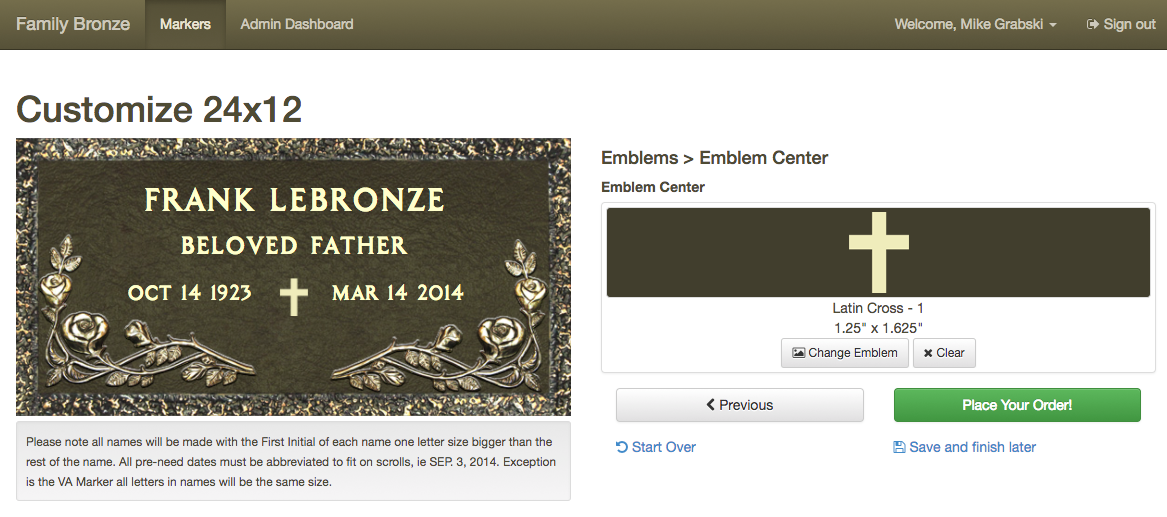 Family Bronze
Markers
Admin Dashboard
Welcome, Mike Grabski
Sign out
Customize 24x12
FRANK LEBRONZE
BELOVED FATHER
OCT 14 1923 MAR 14 2014
Please note all names will be made with the First Initial of each name one letter size bigger than the
rest of the name. All pre-need dates must be abbreviated to fit on scrolls, ie SEP. 3, 2014. Exception
is the VA Marker all letters in names will be the same size.
Emblems > Emblem Center
Emblem Center
Latin Cross - 1
1.25" x 1.625"
Change Emblem
Clear
Previous
Place Your Order!
Start Over
Save and finish later